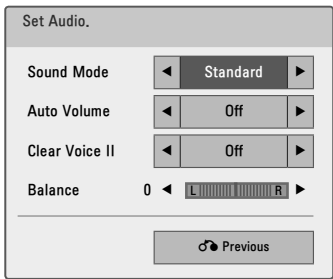 Set Audio.
Sound Mode ◄ Standard ►
Auto Volume ◄ Off ►
Clear Voice II ◄ Off ►
Balance 0 ◄ L R ►
Previous